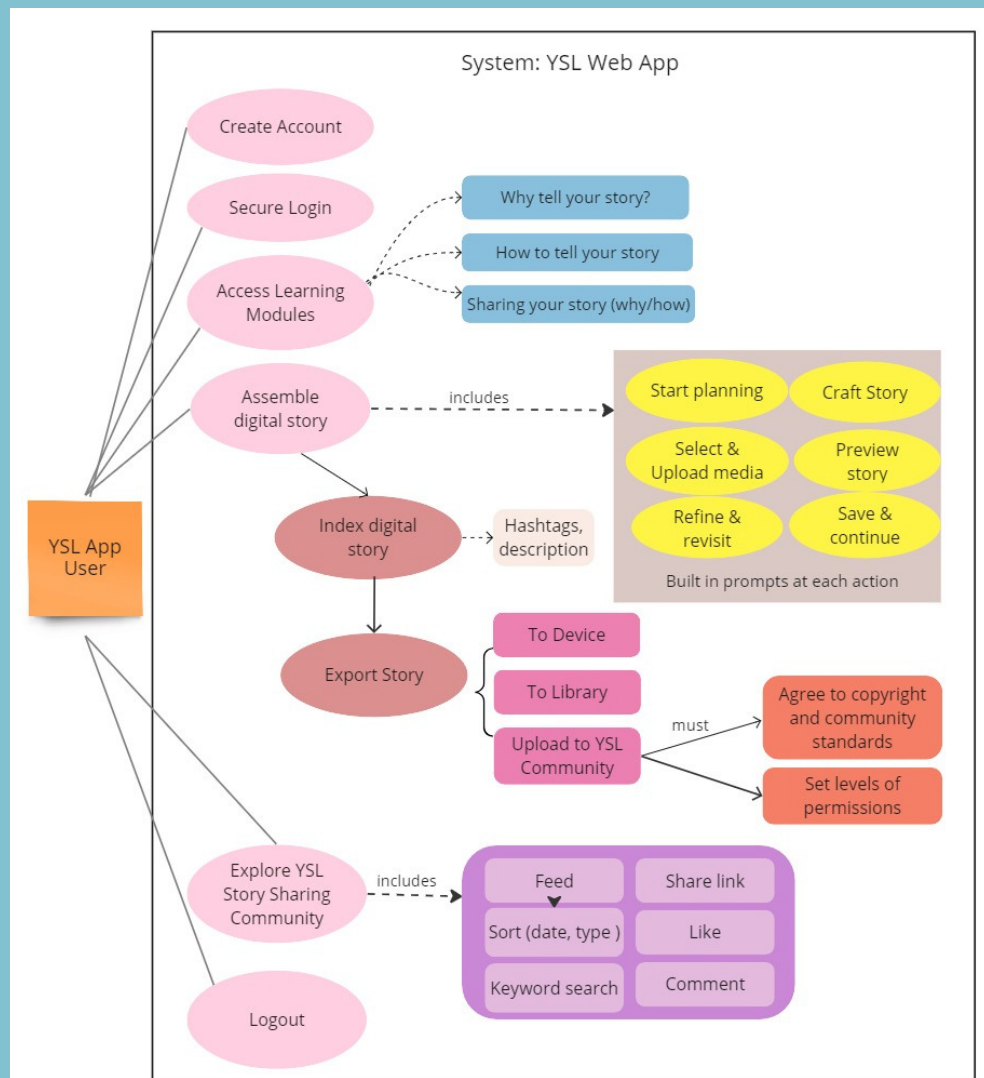 System: YSL Web App
Create Account
Secure Login
Access Learning
Modules
Why tell your story?
How to tell your story
Sharing your story (why/how)
Assemble
digital story
includes
Start planning
Craft Story
Select &
Upload media
Preview
story
Refine &
revisit
Save &
continue
Built in prompts at each action
YSL App
User
Index digital
story
Hashtags,
description
Export Story
To Device
To Library
Upload to YSL
Community
must
Agree to copyright
and community
standards
Set levels of
permissions
Explore YSL
Story Sharing
Community
includes
Feed
Share link
Sort (date, type )
Like
Keyword search
Comment
Logout